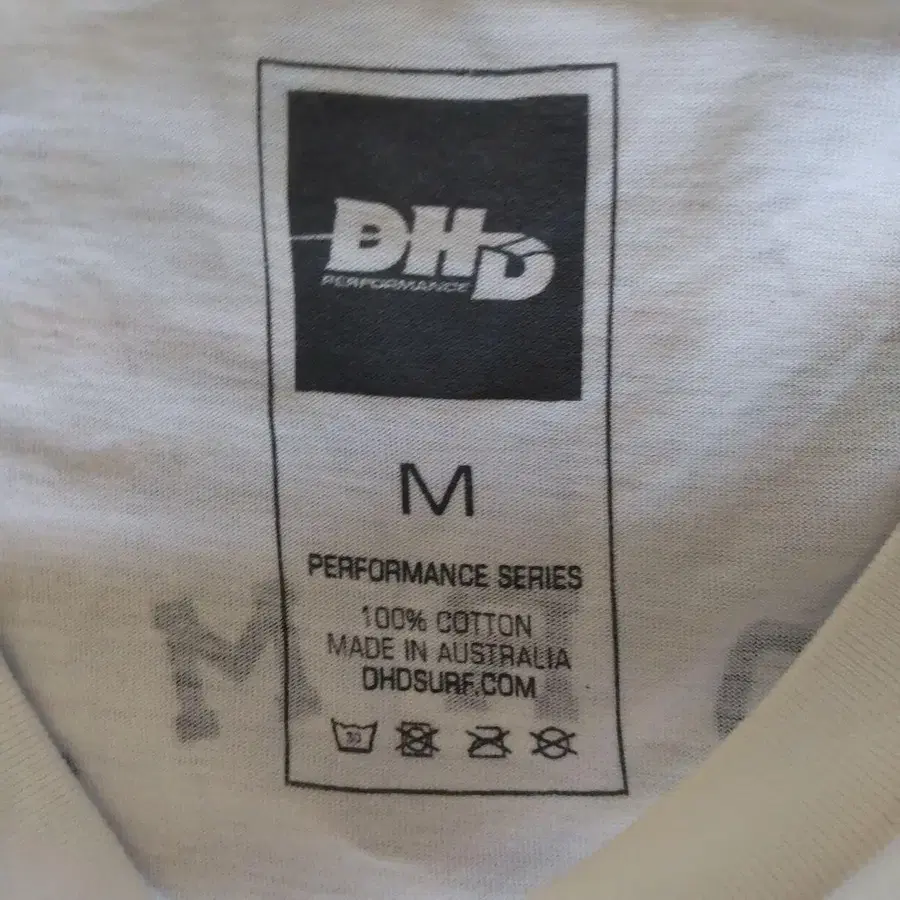 DHD
PERFORMANCE
M
PERFORMANCE SERIES
100% COTTON
MADE IN AUSTRALIA
DHDSURF.COM
30